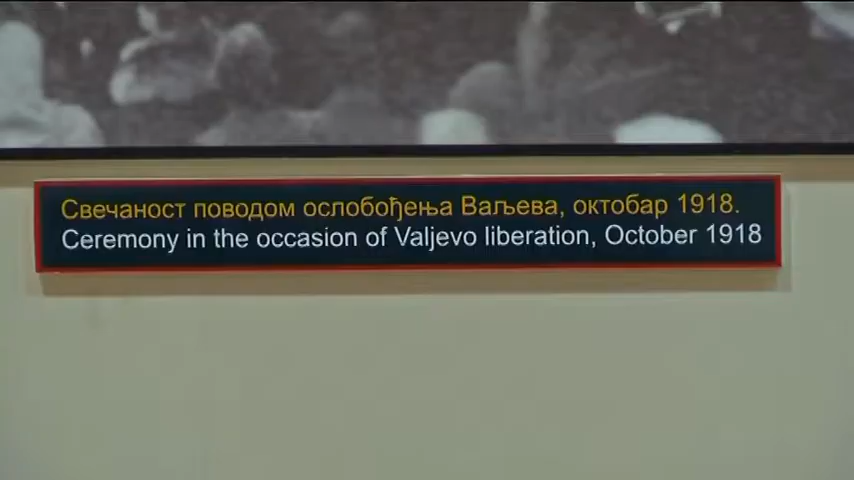 Свечаност поводом ослобођења Ваљева, октобар 1918.
Ceremony in the occasion of Valjevo liberation, October 1918